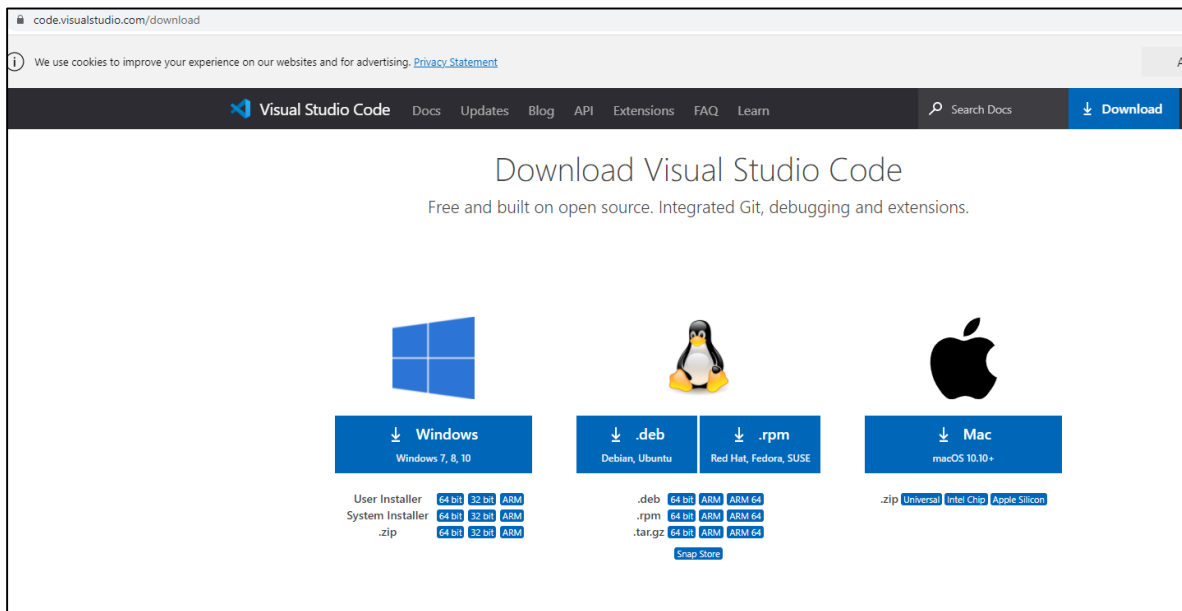 code.visualstudio.com/download
We use cookies to improve your experience on our websites and for advertising. Privacy Statement
A
Visual Studio Code Docs Updates Blog API Extensions FAQ Learn Search Docs Download
Download Visual Studio Code
Free and built on open source. Integrated Git, debugging and extensions.
Windows
Windows 7, 8, 10
.deb
Debian, Ubuntu
.rpm
Red Hat, Fedora, SUSE
Mac
macOS 10.10+
User Installer 64 bit 32 bit ARM
System Installer 64 bit 32 bit ARM
.zip 64 bit 32 bit ARM
.deb 64 bit ARM ARM 64
.rpm 64 bit ARM ARM 64
.tar.gz 64 bit ARM ARM 64
Snap Store
.zip Universal Intel Chip Apple Silicon